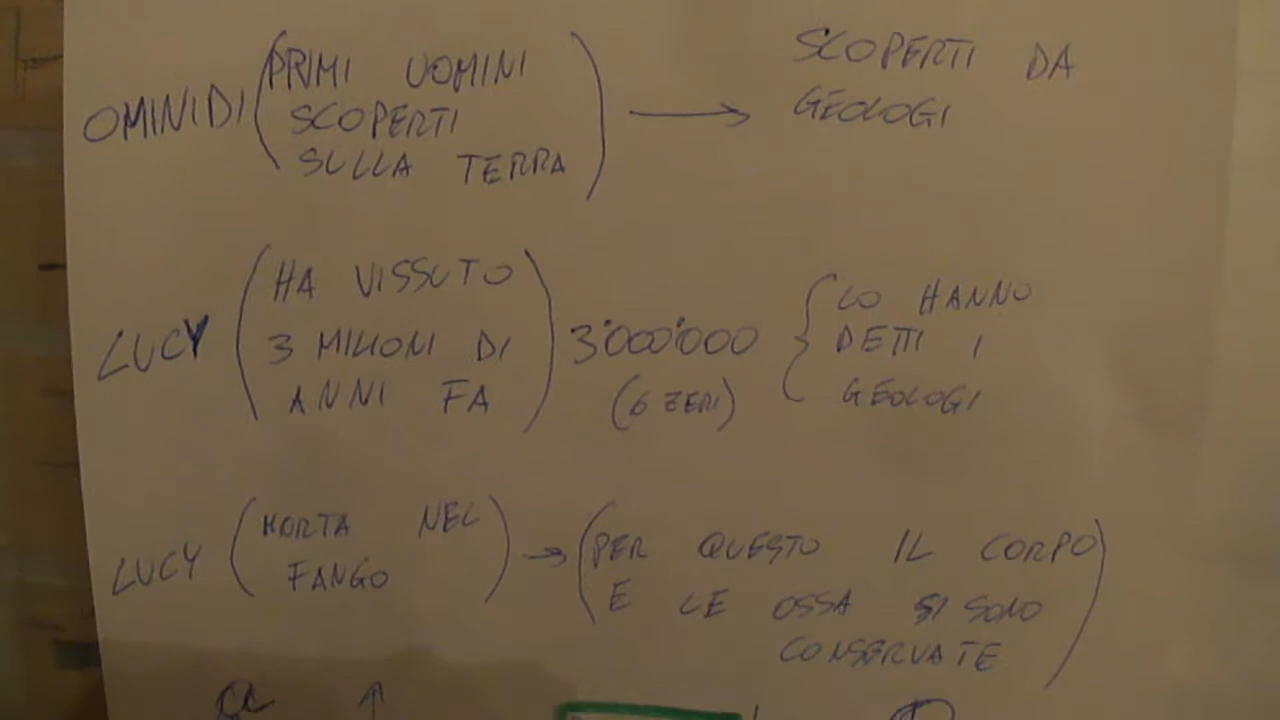 OMINIDI (PRIMI UOMINI
SCOPERTI
SULLA TERRA) → SCOPERTI DA
GEOLOGI
LUCY (HA VISSUTO
3 MILIONI DI
ANNI FA) 3'000'000
(6 ZERI)
{LO HANNO
DETTI I
GEOLOGI
LUCY (MORTA NEL
FANGO) → (PER QUESTO IL CORPO
E LE OSSA SI SONO
CONSERVATE)